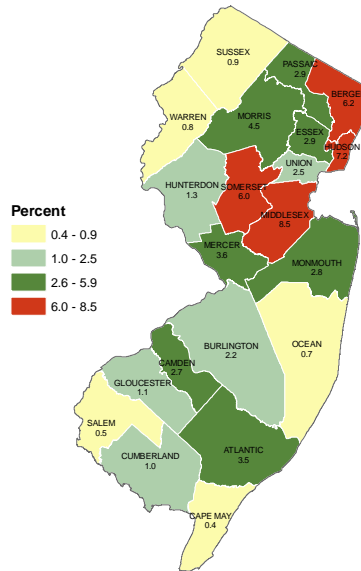 SUSSEX
0.9
PASSAIC
2.9
BERGE
6.2
WARREN
0.8
MORRIS
4.5
ESSEX
2.9
HUDSON
7.2
UNION
2.5
HUNTERDON
1.3
SOMERSET
6.0
MIDDLESEX
8.5
MERCER
3.6
MONMOUTH
2.8
Percent
0.4 - 0.9
1.0 - 2.5
2.6 - 5.9
6.0 - 8.5
OCEAN
0.7
BURLINGTON
2.2
CAMDEN
2.7
GLOUCESTER
1.1
SALEM
0.5
ATLANTIC
3.5
CUMBERLAND
1.0
CAPE MAY
0.4